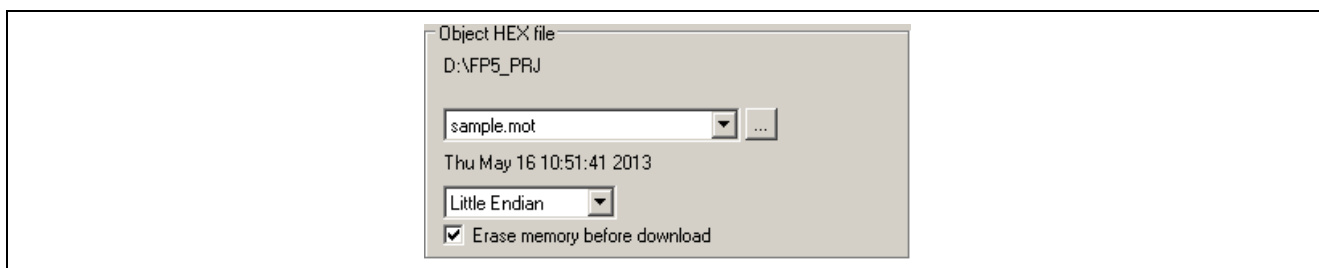 Object HEX file
D:\FP5_PRJ
sample.mot ...
Thu May 16 10:51:41 2013
Little Endian
Erase memory before download